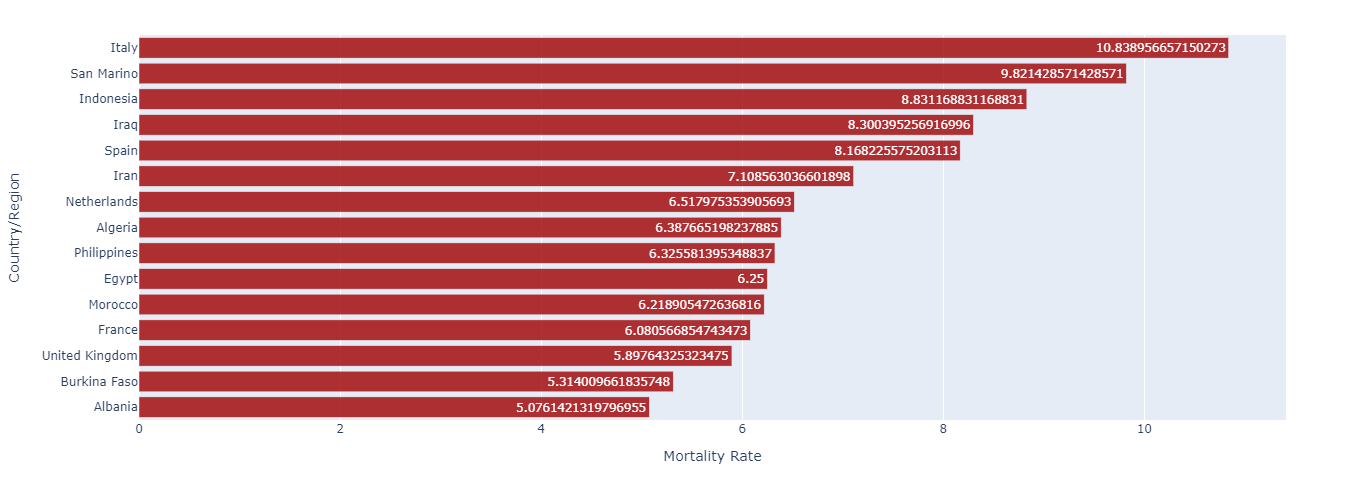 Italy 10.838956657150273
San Marino 9.821428571428571
Indonesia 8.831168831168831
Iraq 8.300395256916996
Spain 8.168225575203113
Iran 7.108563036601898
Netherlands 6.517975353905693
Algeria 6.387665198237885
Philippines 6.325581395348837
Egypt 6.25
Morocco 6.218905472636816
France 6.080566854743473
United Kingdom 5.89764325323475
Burkina Faso 5.314009661835748
Albania 5.0761421319796955
0 2 4 6 8 10
Mortality Rate
Country/Region